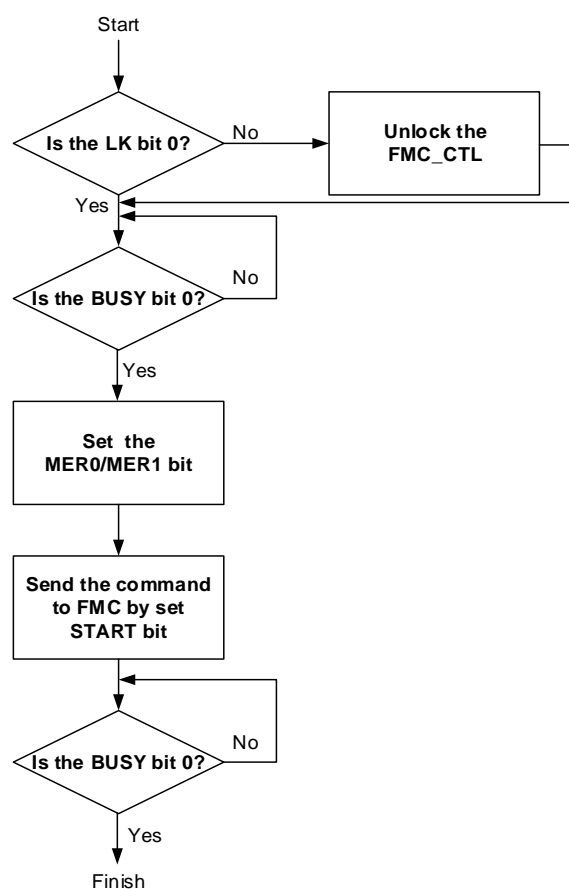 Start
Is the LK bit 0?
No
Unlock the
FMC_CTL
Yes
Is the BUSY bit 0?
No
Yes
Set the
MER0/MER1 bit
Send the command
to FMC by set
START bit
Is the BUSY bit 0?
No
Yes
Finish